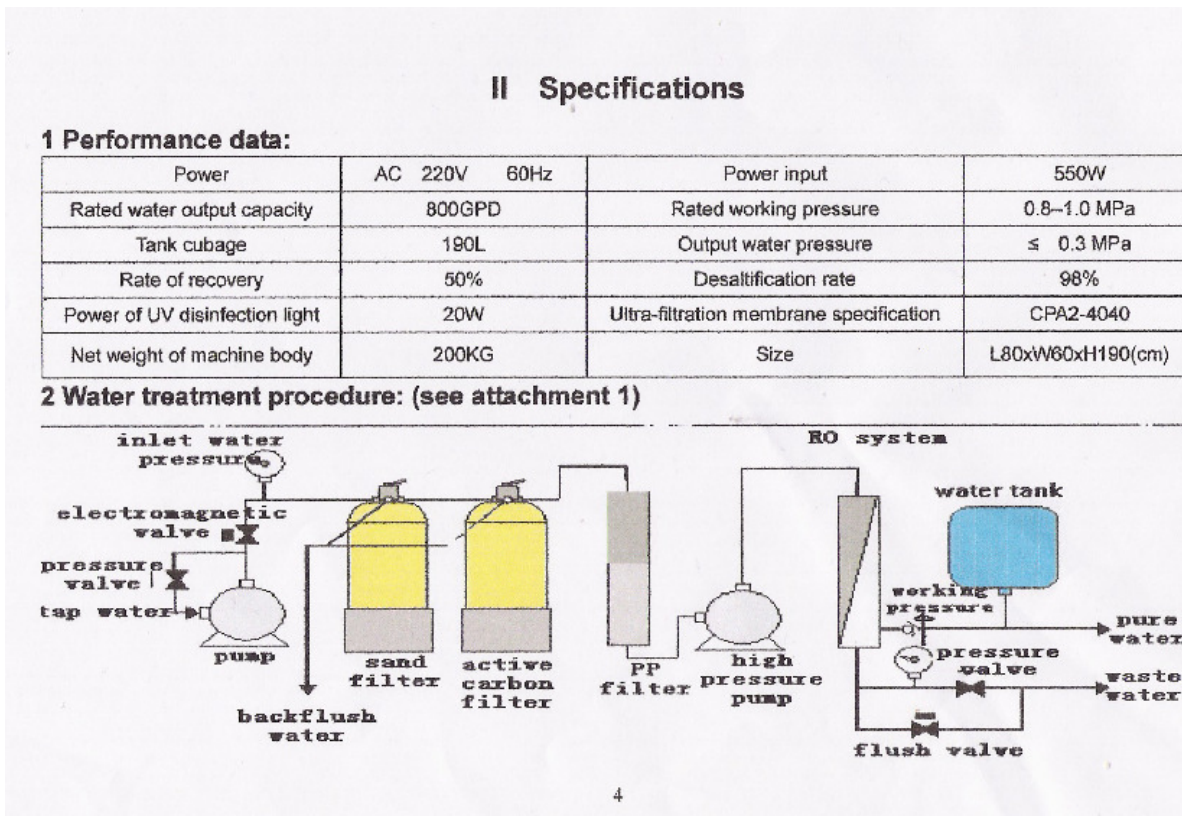 II Specifications
1 Performance data:
Power AC 220V 60Hz Power input 550W
Rated water output capacity 800GPD Rated working pressure 0.8–1.0 MPa
Tank cubage 190L Output water pressure ≤ 0.3 MPa
Rate of recovery 50% Desaltification rate 98%
Power of UV disinfection light 20W Ultra-filtration membrane specification CPA2-4040
Net weight of machine body 200KG Size L80xW60xH190(cm)
2 Water treatment procedure: (see attachment 1)
inlet water
pressure
RO system
water tank
electromagnetic
valve
pressure
valve
tap water
working
pressure
pure
water
pump
sand
filter
active
carbon
filter
PP
filter
high
pressure
pump
pressure
valve
waste
water
backflush
water
flush valve
4